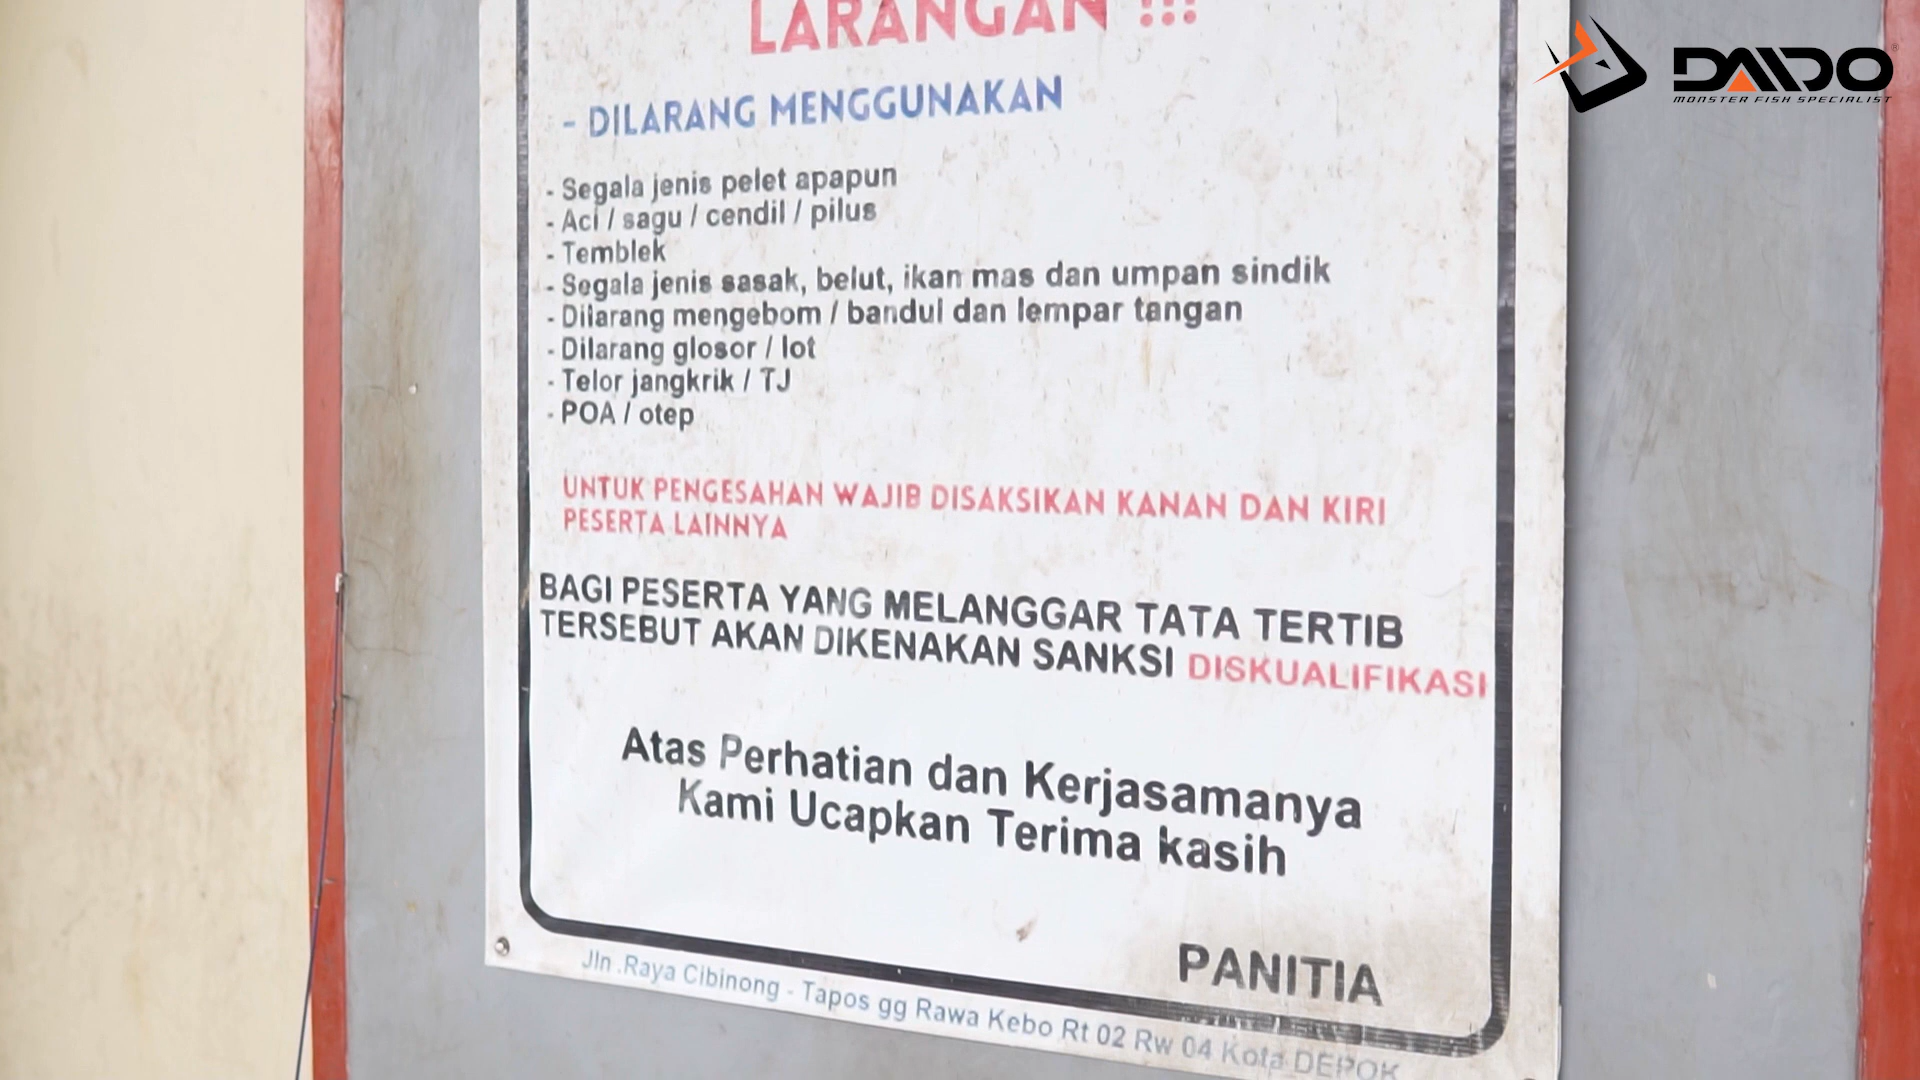 LARANGAN !!!
DAIDO
MONSTER FISH SPECIALIST
- DILARANG MENGGUNAKAN
- Segala jenis pelet apapun
- Aci / sagu / cendil / pilus
- Temblek
- Segala jenis sasak, belut, ikan mas dan umpan sindik
- Dilarang mengebom / bandul dan lempar tangan
- Dilarang glosor / lot
- Telor jangkrik / TJ
- POA / otep
UNTUK PENGESAHAN WAJIB DISAKSIKAN KANAN DAN KIRI
PESERTA LAINNYA
BAGI PESERTA YANG MELANGGAR TATA TERTIB
TERSEBUT AKAN DIKENAKAN SANKSI DISKUALIFIKASI
Atas Perhatian dan Kerjasamanya
Kami Ucapkan Terima kasih
PANITIA
Jln .Raya Cibinong - Tapos gg Rawa Kebo Rt 02 Rw 04 Kota DEPOK